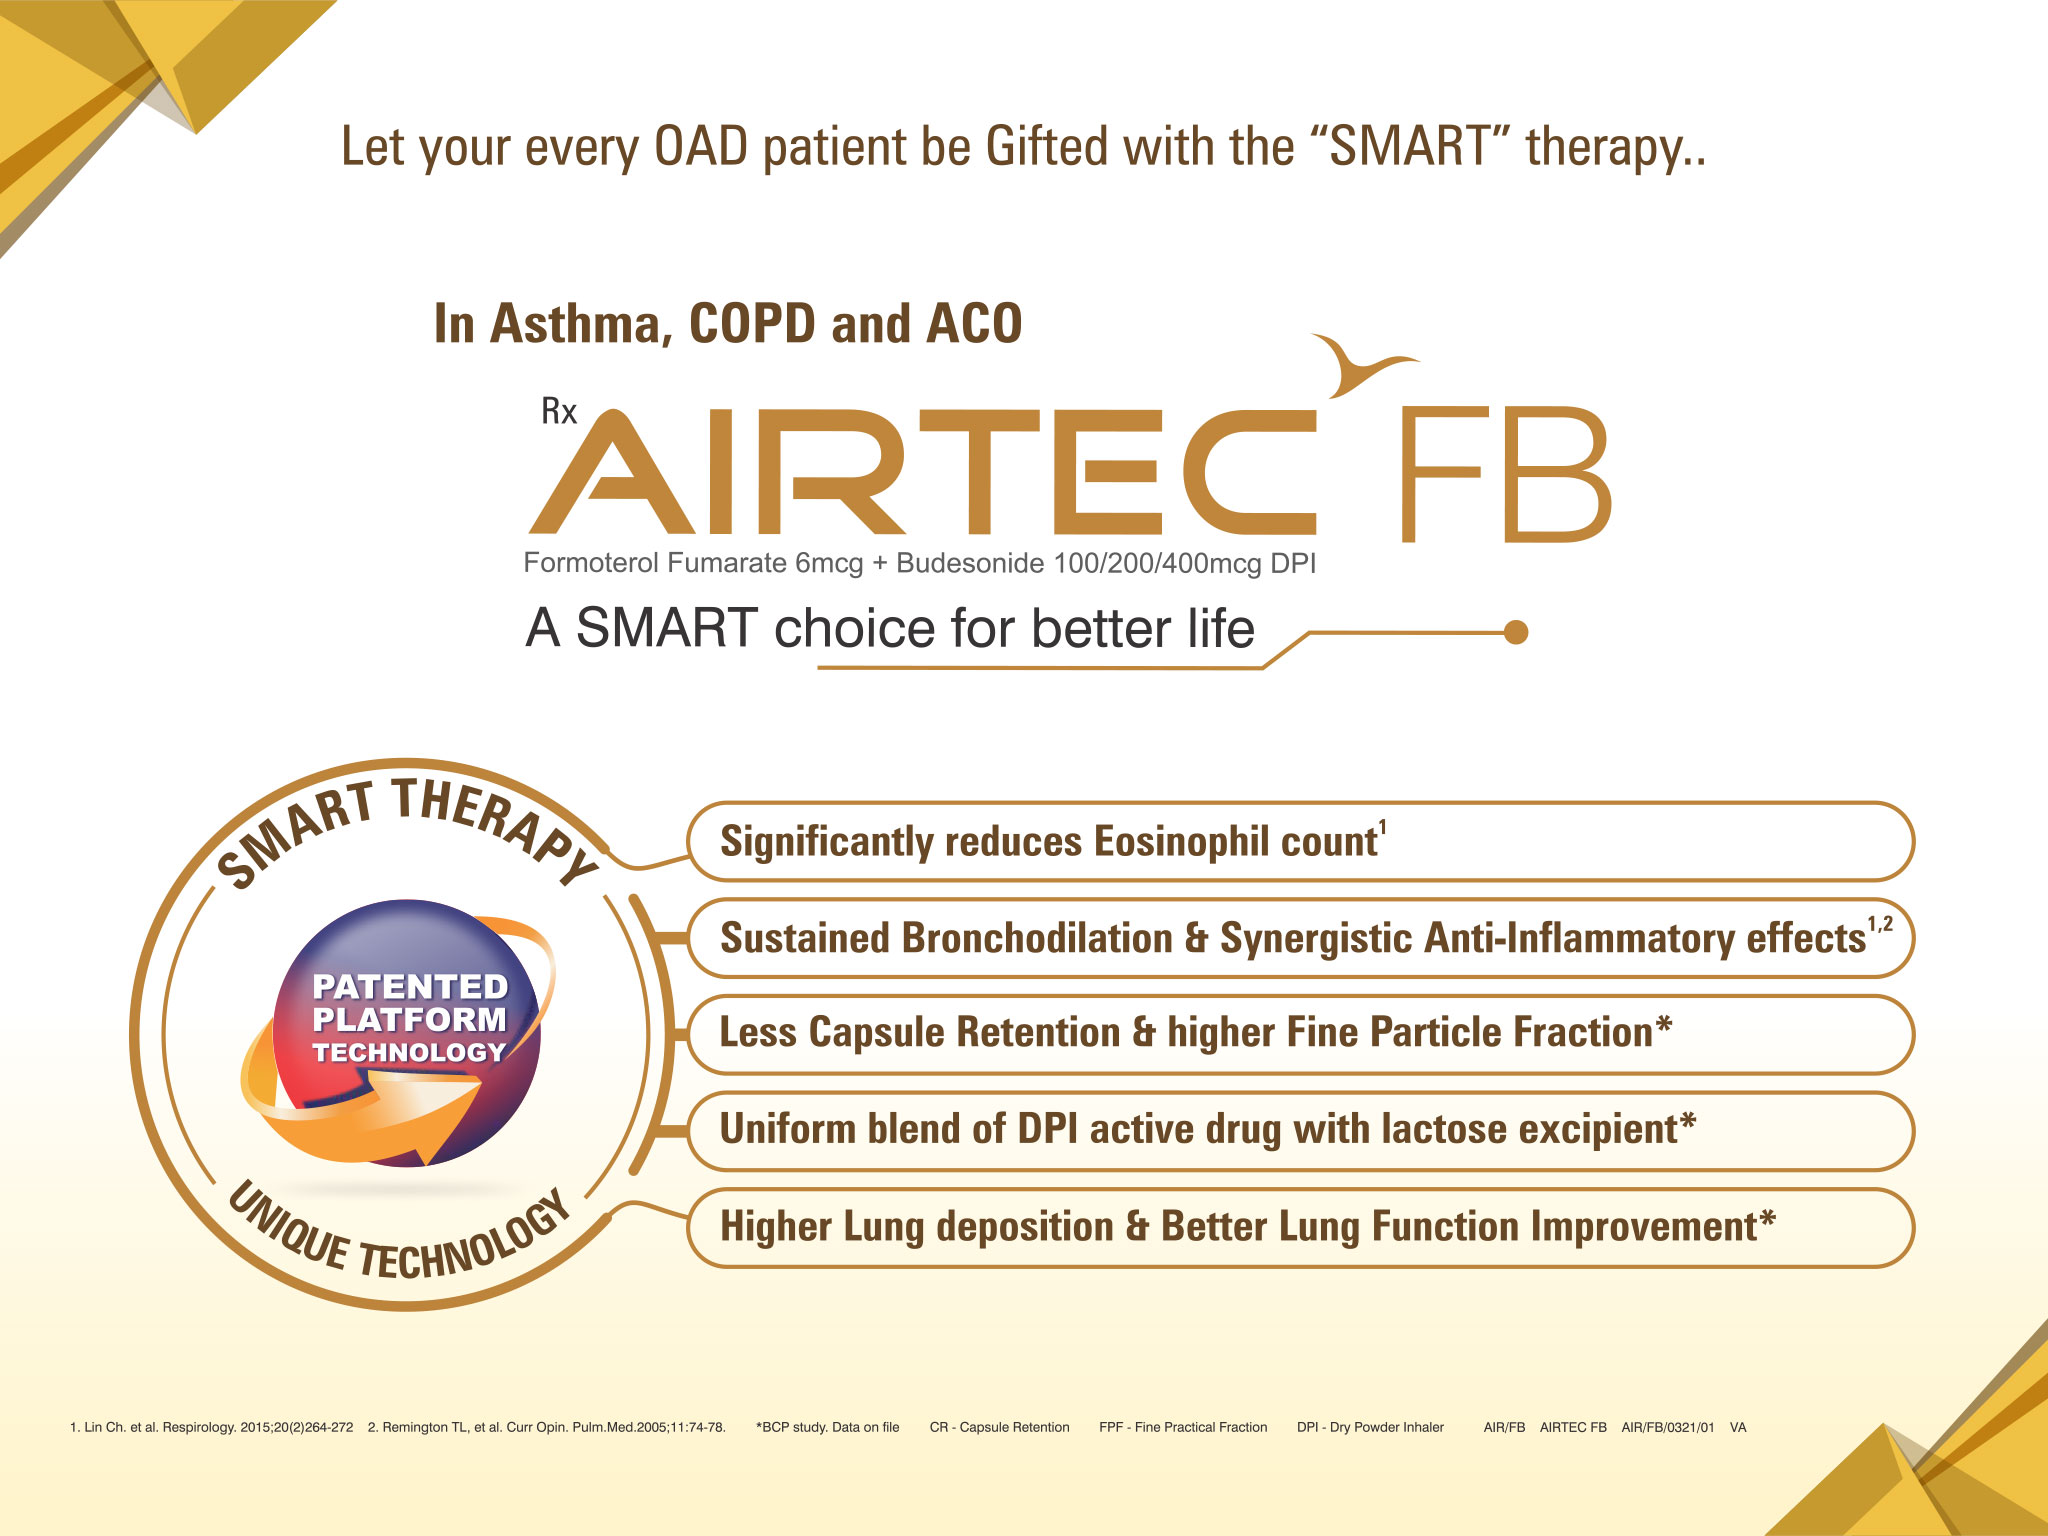 Let your every OAD patient be Gifted with the “SMART” therapy..
In Asthma, COPD and ACO
Rx
AIRTEC FB
Formoterol Fumarate 6mcg + Budesonide 100/200/400mcg DPI
A SMART choice for better life
SMART THERAPY
PATENTED
PLATFORM
TECHNOLOGY
UNIQUE TECHNOLOGY
Significantly reduces Eosinophil count1
Sustained Bronchodilation & Synergistic Anti-Inflammatory effects1,2
Less Capsule Retention & higher Fine Particle Fraction*
Uniform blend of DPI active drug with lactose excipient*
Higher Lung deposition & Better Lung Function Improvement*
1. Lin Ch. et al. Respirology. 2015;20(2)264-272 2. Remington TL, et al. Curr Opin. Pulm.Med.2005;11:74-78. *BCP study. Data on file CR - Capsule Retention FPF - Fine Practical Fraction DPI - Dry Powder Inhaler AIR/FB AIRTEC FB AIR/FB/0321/01 VA